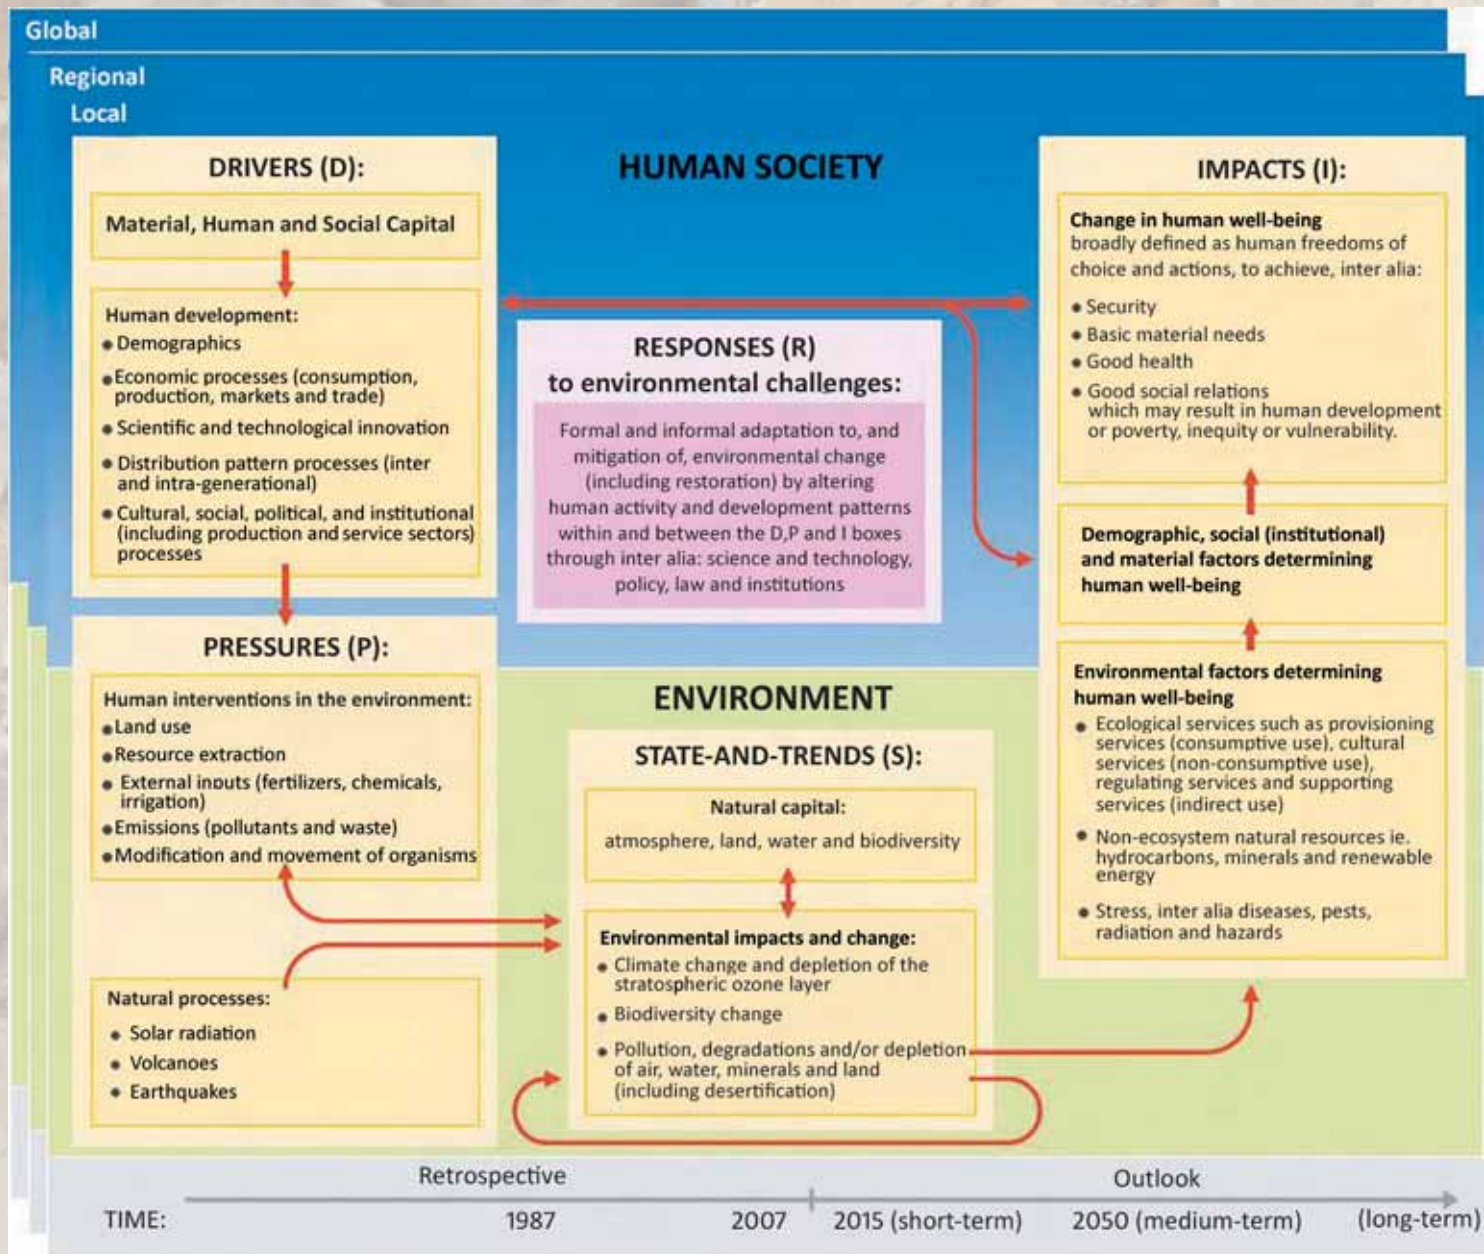 Global
Regional
Local
DRIVERS (D):
Material, Human and Social Capital
Human development:
● Demographics
● Economic processes (consumption,
production, markets and trade)
● Scientific and technological innovation
● Distribution pattern processes (inter
and intra-generational)
● Cultural, social, political, and institutional
(including production and service sectors)
processes
PRESSURES (P):
Human interventions in the environment:
● Land use
● Resource extraction
● External inputs (fertilizers, chemicals,
irrigation)
● Emissions (pollutants and waste)
● Modification and movement of organisms
Natural processes:
● Solar radiation
● Volcanoes
● Earthquakes
HUMAN SOCIETY
RESPONSES (R)
to environmental challenges:
Formal and informal adaptation to, and
mitigation of, environmental change
(including restoration) by altering
human activity and development patterns
within and between the D,P and I boxes
through inter alia: science and technology,
policy, law and institutions
ENVIRONMENT
STATE-AND-TRENDS (S):
Natural capital:
atmosphere, land, water and biodiversity
Environmental impacts and change:
● Climate change and depletion of the
stratospheric ozone layer
● Biodiversity change
● Pollution, degradations and/or depletion
of air, water, minerals and land
(including desertification)
IMPACTS (I):
Change in human well-being
broadly defined as human freedoms of
choice and actions, to achieve, inter alia:
● Security
● Basic material needs
● Good health
● Good social relations
which may result in human development
or poverty, inequity or vulnerability.
Demographic, social (institutional)
and material factors determining
human well-being
Environmental factors determining
human well-being
● Ecological services such as provisioning
services (consumptive use), cultural
services (non-consumptive use),
regulating services and supporting
services (indirect use)
● Non-ecosystem natural resources ie.
hydrocarbons, minerals and renewable
energy
● Stress, inter alia diseases, pests,
radiation and hazards
Retrospective
Outlook
TIME:
1987
2007
2015 (short-term)
2050 (medium-term)
(long-term)